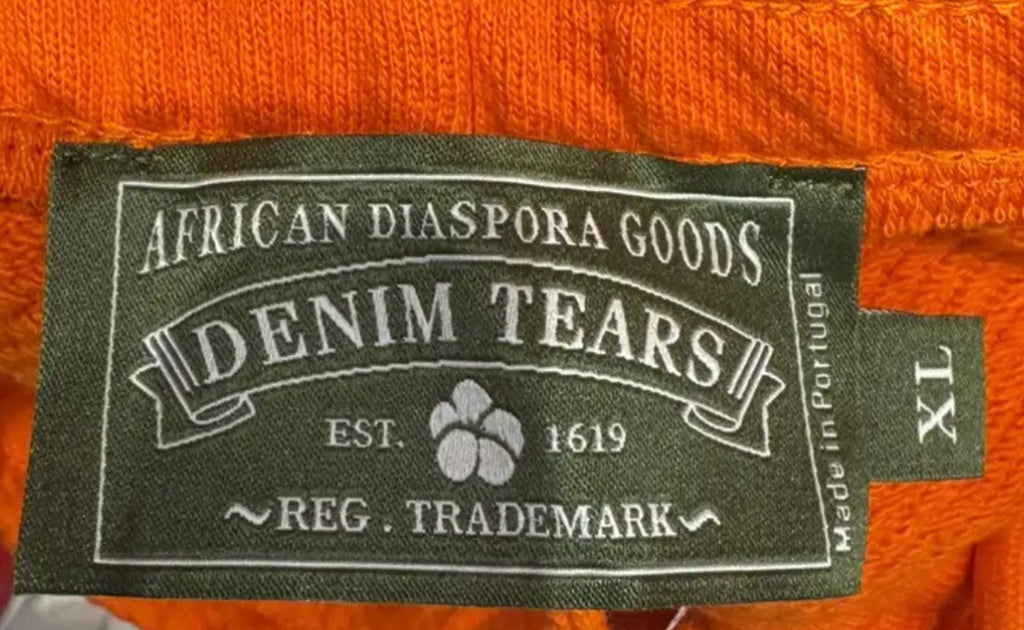 AFRICAN DIASPORA GOODS
DENIM TEARS
EST. 1619
~REG. TRADEMARK~
Made in Portugal
XL